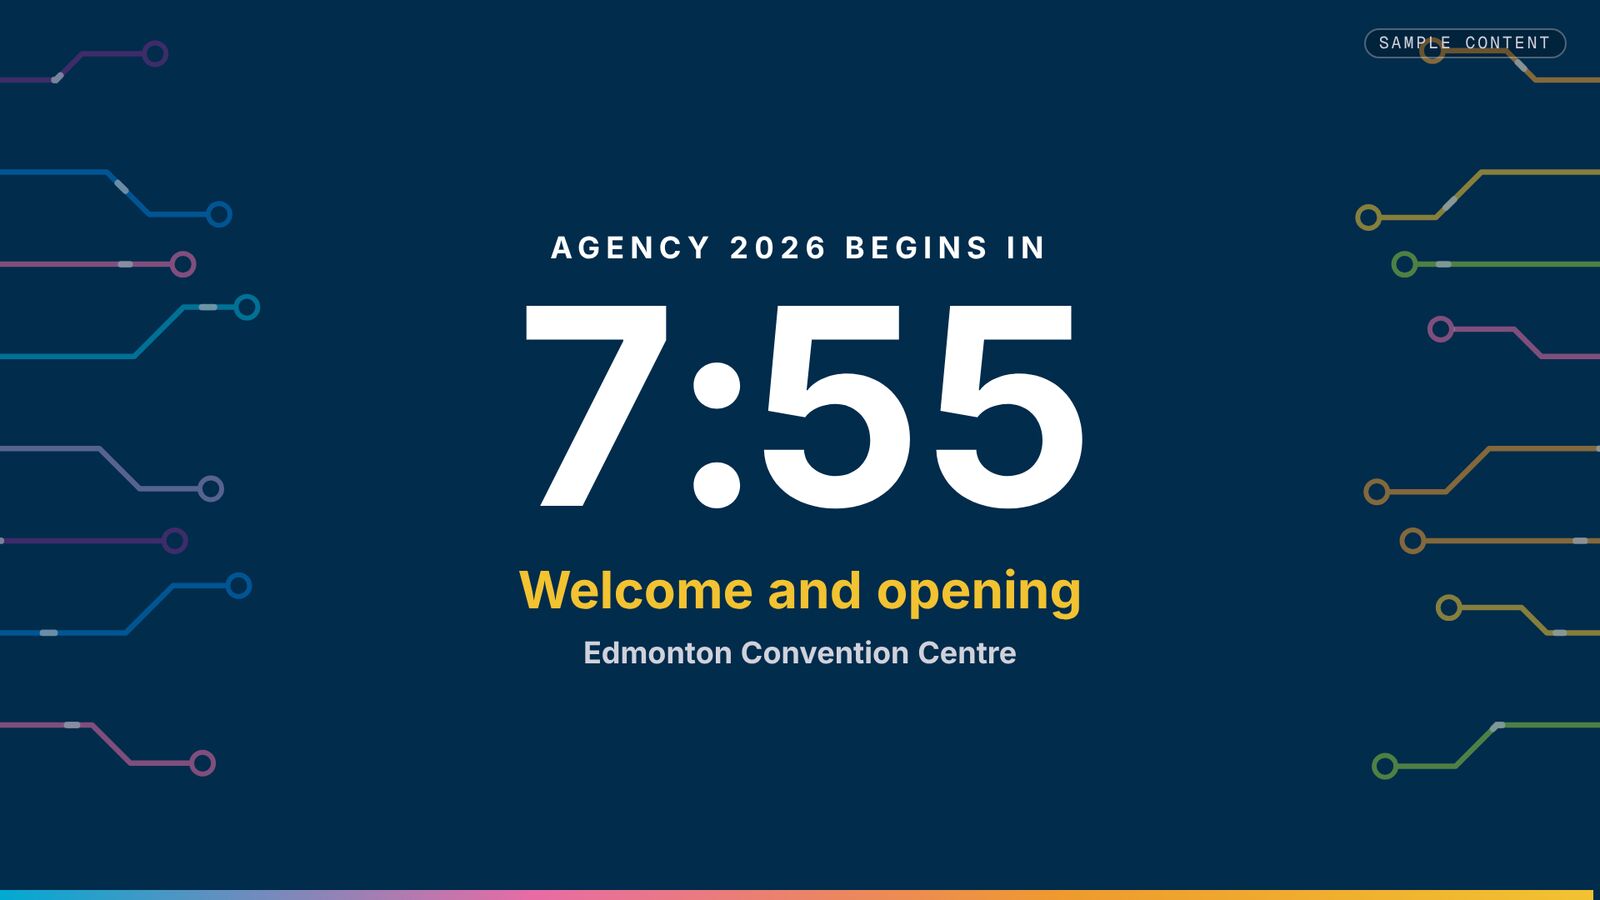 SAMPLE CONTENT
AGENCY 2026 BEGINS IN
7:55
Welcome and opening
Edmonton Convention Centre